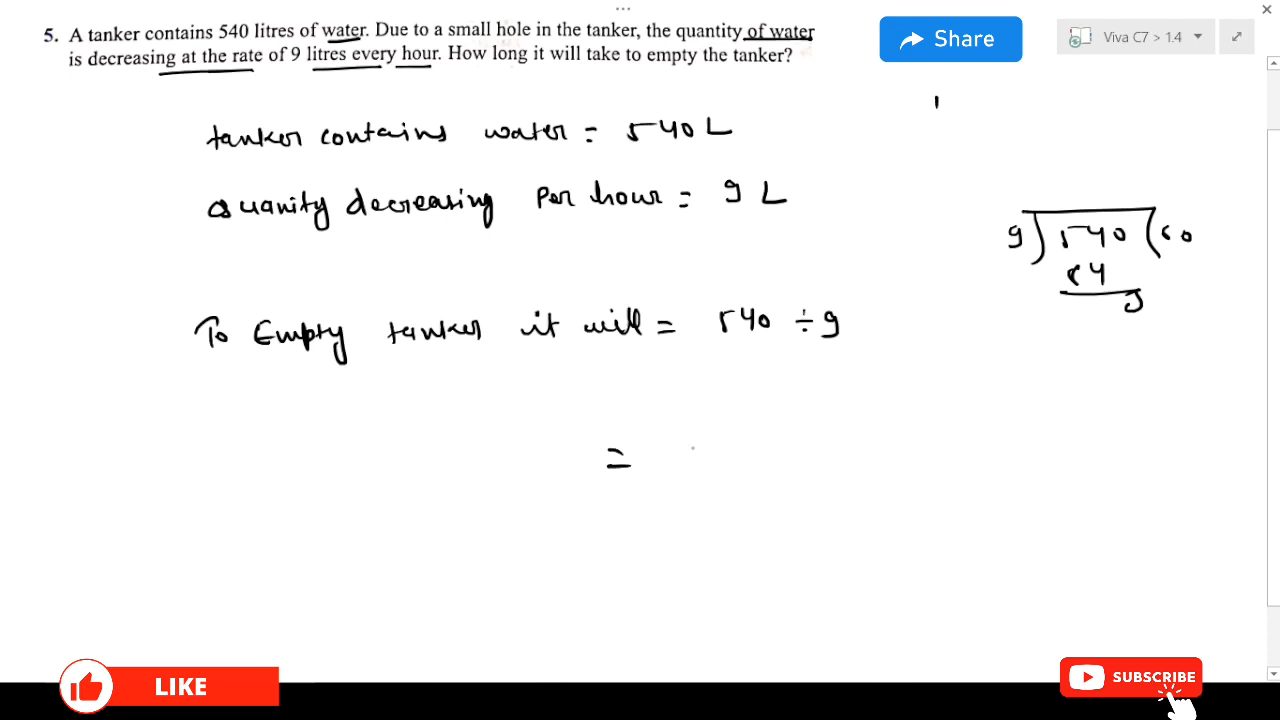 5. A tanker contains 540 litres of water. Due to a small hole in the tanker, the quantity of water
is decreasing at the rate of 9 litres every hour. How long it will take to empty the tanker?
Share
Viva C7 > 1.4
tanker contains water = 540 L
Quanity decreasing Per hour = 9 L
9) 540 (60
54
0
To Empty tanker it will = 540 ÷ 9
=
LIKE
SUBSCRIBE